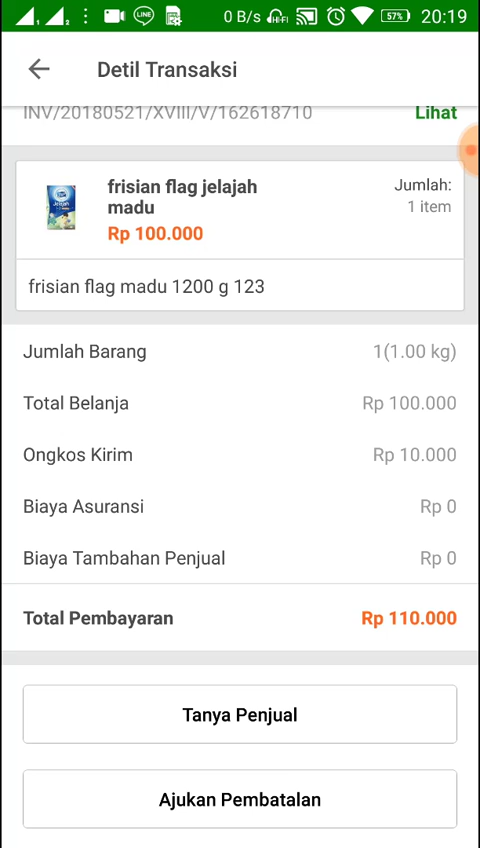 0 B/s HI-FI 57% 20:19
LINE
Detil Transaksi
INV/20180521/XVIII/V/162618710 Lihat
frisian flag jelajah madu
Jumlah:
1 item
Rp 100.000
frisian flag madu 1200 g 123
Jumlah Barang 1(1.00 kg)
Total Belanja Rp 100.000
Ongkos Kirim Rp 10.000
Biaya Asuransi Rp 0
Biaya Tambahan Penjual Rp 0
Total Pembayaran Rp 110.000
Tanya Penjual
Ajukan Pembatalan